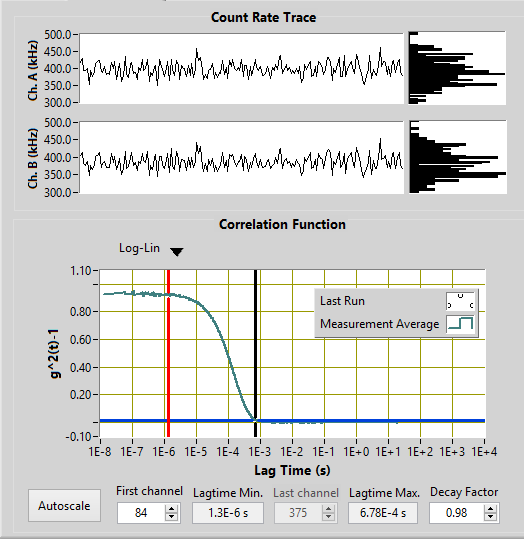 Count Rate Trace
Ch. A (kHz)
500.0
450.0
400.0
350.0
300.0
Ch. B (kHz)
500.0
450.0
400.0
350.0
300.0
Correlation Function
Log-Lin
g^2(t)-1
1.10
0.80
0.60
0.40
0.20
-0.10
Last Run
Measurement Average
1E-8 1E-7 1E-6 1E-5 1E-4 1E-3 1E-2 1E-1 1E+0 1E+1 1E+2 1E+3 1E+4
Lag Time (s)
Autoscale
First channel Lagtime Min. Last channel Lagtime Max. Decay Factor
84 1.3E-6 s 375 6.78E-4 s 0.98